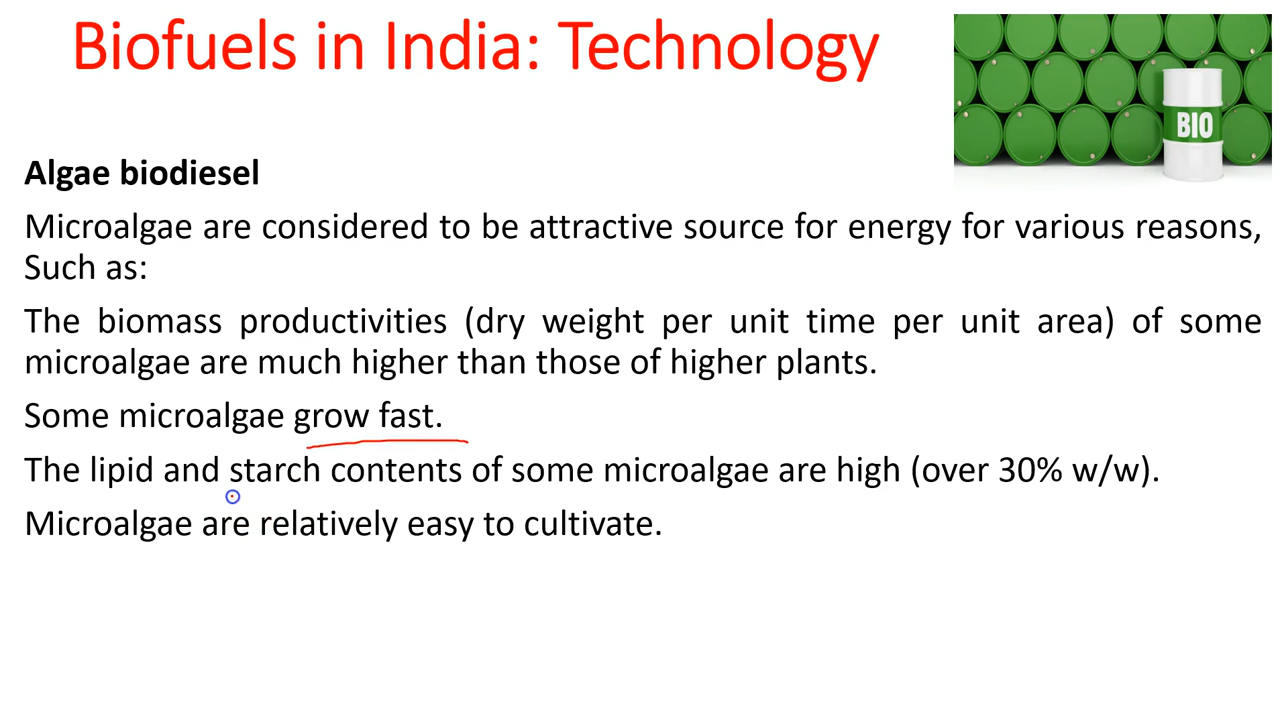 Biofuels in India: Technology
BIO
Algae biodiesel
Microalgae are considered to be attractive source for energy for various reasons,
Such as:
The biomass productivities (dry weight per unit time per unit area) of some
microalgae are much higher than those of higher plants.
Some microalgae grow fast.
The lipid and starch contents of some microalgae are high (over 30% w/w).
Microalgae are relatively easy to cultivate.